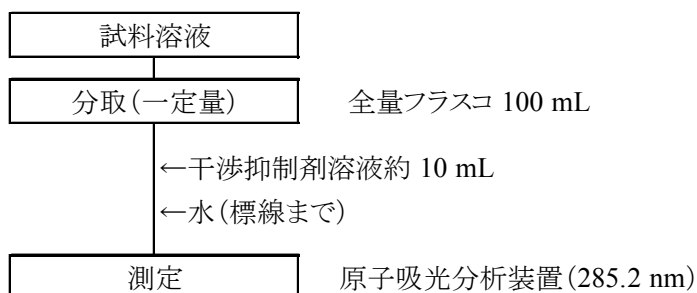 試料溶液
分取(一定量) 全量フラスコ 100 mL
←干渉抑制剤溶液約 10 mL
←水(標線まで)
測定 原子吸光分析装置(285.2 nm)